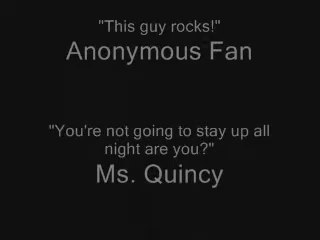 "This guy rocks!"
Anonymous Fan
"You're not going to stay up all
night are you?"
Ms. Quincy